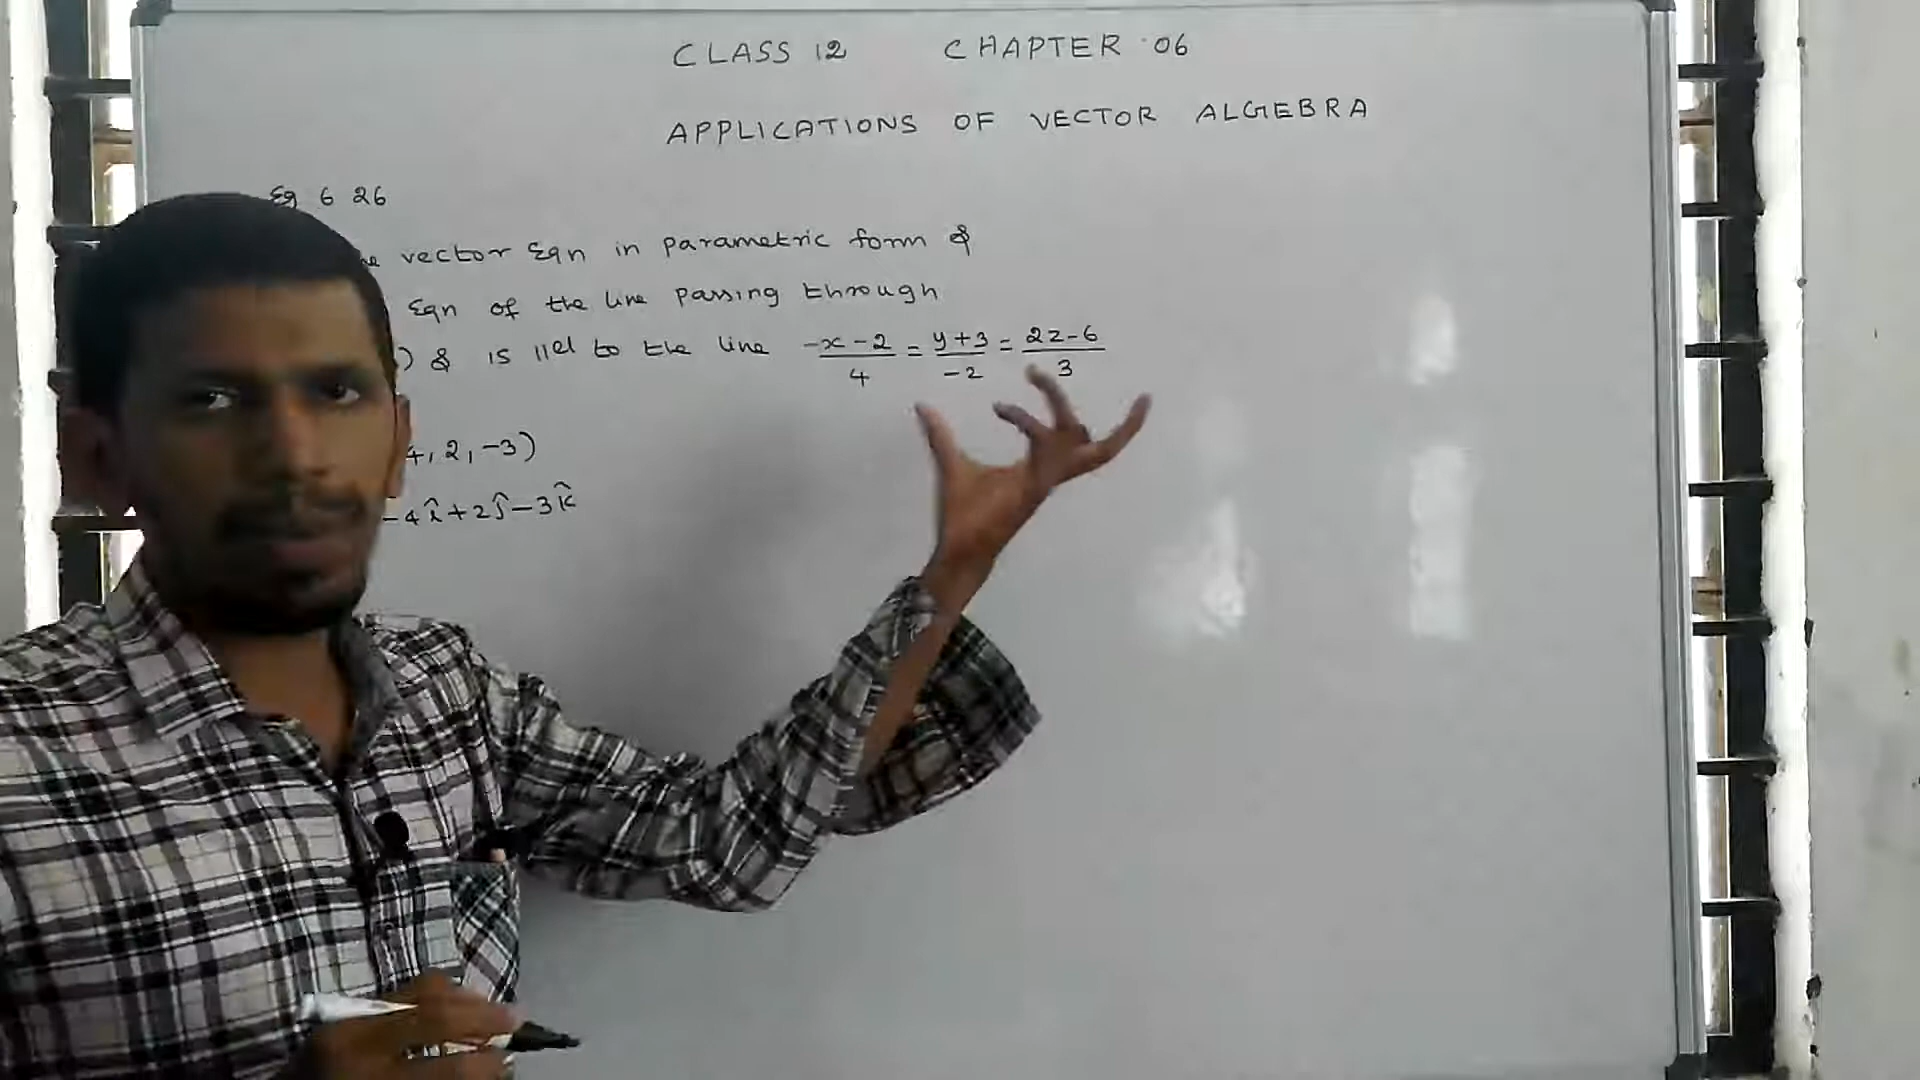 CLASS 12 CHAPTER 06
APPLICATIONS OF VECTOR ALGEBRA
Eg 6 26
vector Eqn in parametric form &
Eqn of the line passing through
) & is ||el to the line -x-2/4 = y+3/-2 = 2z-6/3
4, 2, -3)
-4î+2ĵ-3k̂